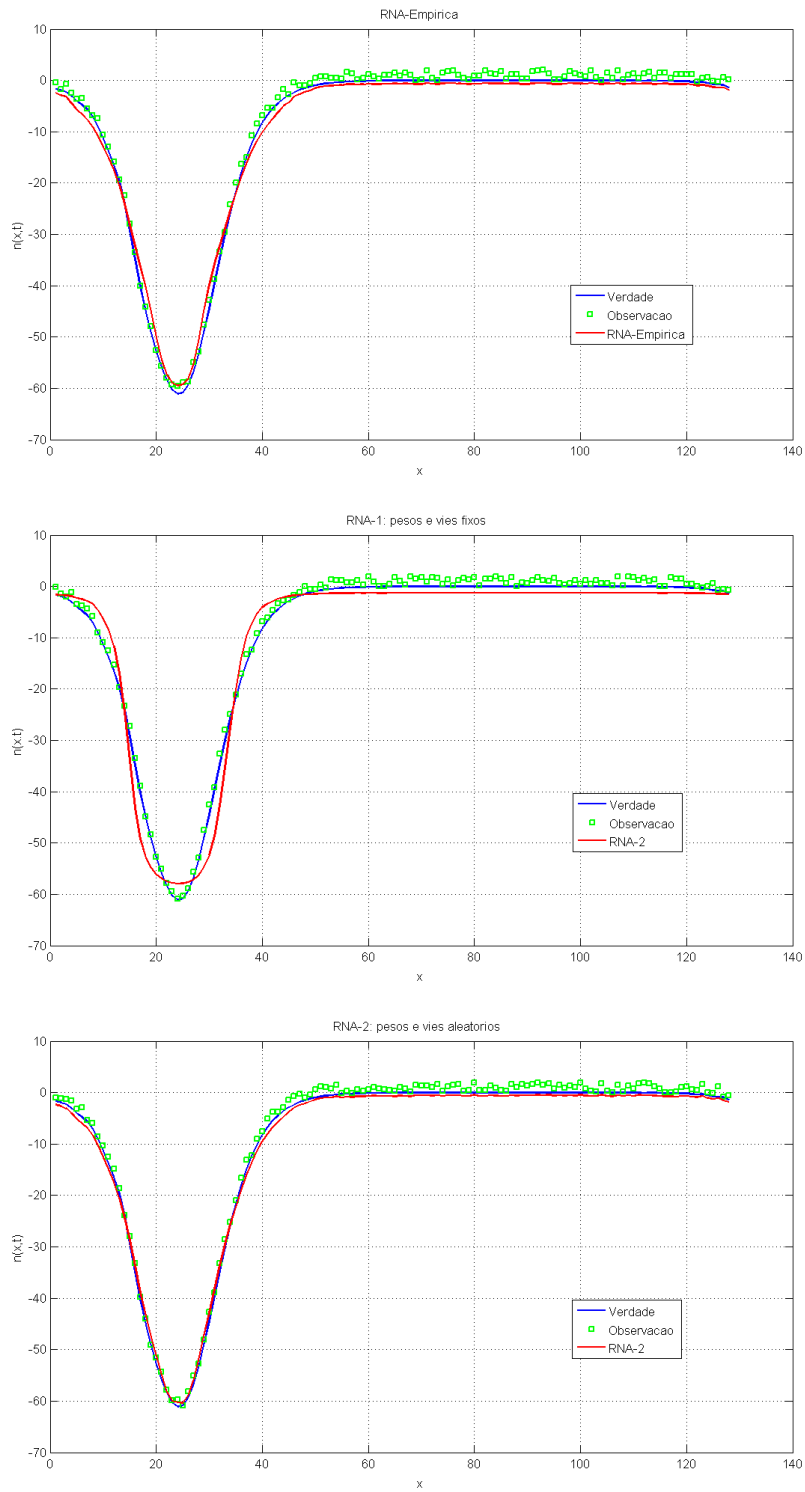 RNA-Empirica
10
0
-10
-20
-30
-40
-50
-60
-70
n(x,t)
Verdade
Observacao
RNA-Empirica
0 20 40 60 80 100 120 140
x
RNA-1: pesos e vies fixos
10
0
-10
-20
-30
-40
-50
-60
-70
n(x,t)
Verdade
Observacao
RNA-2
0 20 40 60 80 100 120 140
x
RNA-2: pesos e vies aleatorios
10
0
-10
-20
-30
-40
-50
-60
-70
n(x,t)
Verdade
Observacao
RNA-2
0 20 40 60 80 100 120 140
x